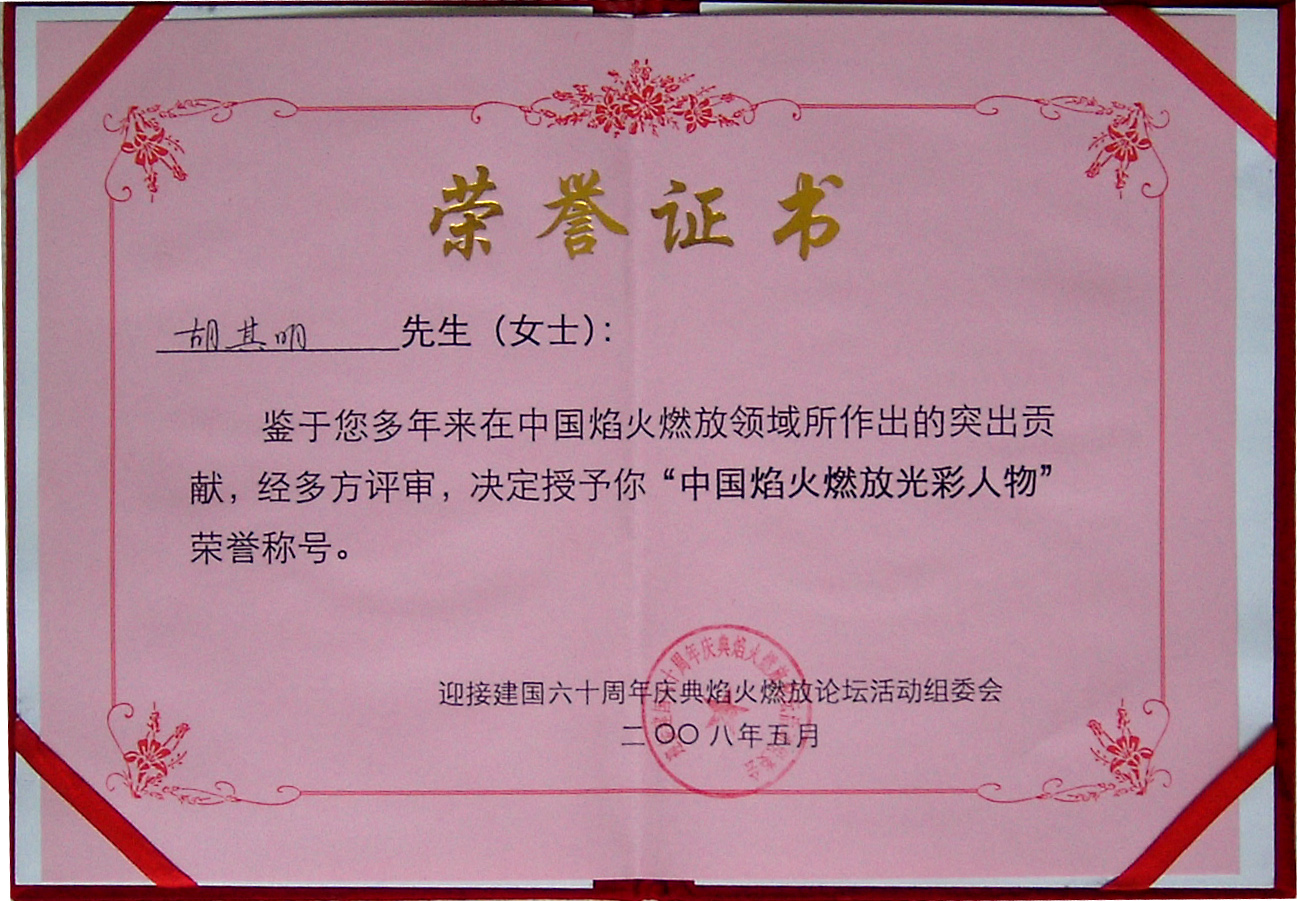 荣誉证书
胡其明 先生（女士）：
鉴于您多年来在中国焰火燃放领域所作出的突出贡
献，经多方评审，决定授予你“中国焰火燃放光彩人物”
荣誉称号。
迎接建国六十周年庆典焰火燃放论坛活动组委会
二〇〇八年五月